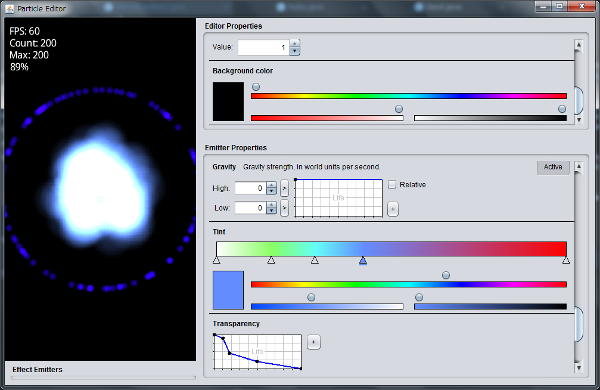 Particle Editor
FPS: 60
Count: 200
Max: 200
89%
Effect Emitters
Editor Properties
Value: 1
Background color
Emitter Properties
Gravity Gravity strength, in world units per second. Active
High: 0 > Relative
Life
Low: 0 > +
Tint
Transparency
Life
+